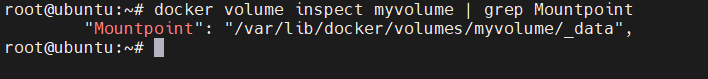 root@ubuntu:~# docker volume inspect myvolume | grep Mountpoint
        "Mountpoint": "/var/lib/docker/volumes/myvolume/_data",
root@ubuntu:~#